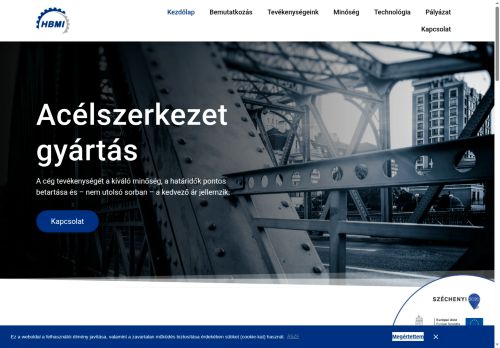 HBMI
Kezdőlap Bemutatkozás Tevékenységeink Minőség Technológia Pályázat
Kapcsolat
Acélszerkezet
gyártás
A cég tevékenységét a kiváló minőség, a határidők pontos
betartása és – nem utolsó sorban – a kedvező ár jellemzik.
Kapcsolat
SZÉCHENYI 2020
Ez a weboldal a felhasználói élmény javítása, valamint a zavartalan működés biztosítása érdekében sütiket (cookie-kat) használ.
Megértettem